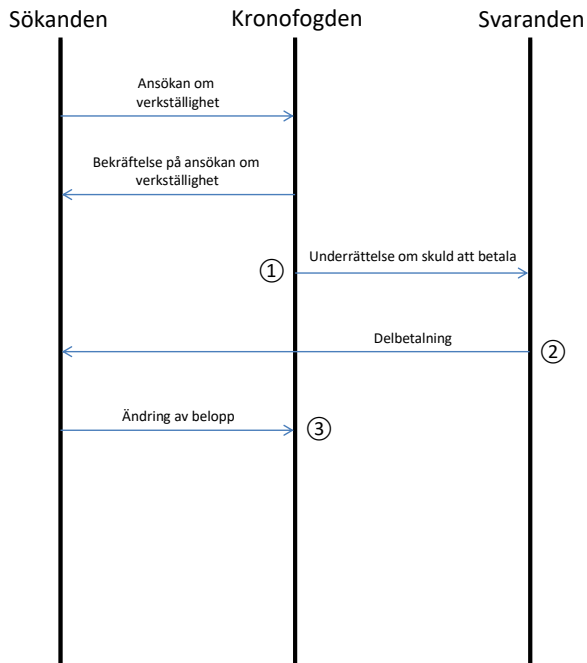 Sökanden Kronofogden Svaranden
Ansökan om
verkställighet
Bekräftelse på ansökan om
verkställighet
① Underrättelse om skuld att betala
Delbetalning ②
Ändring av belopp ③